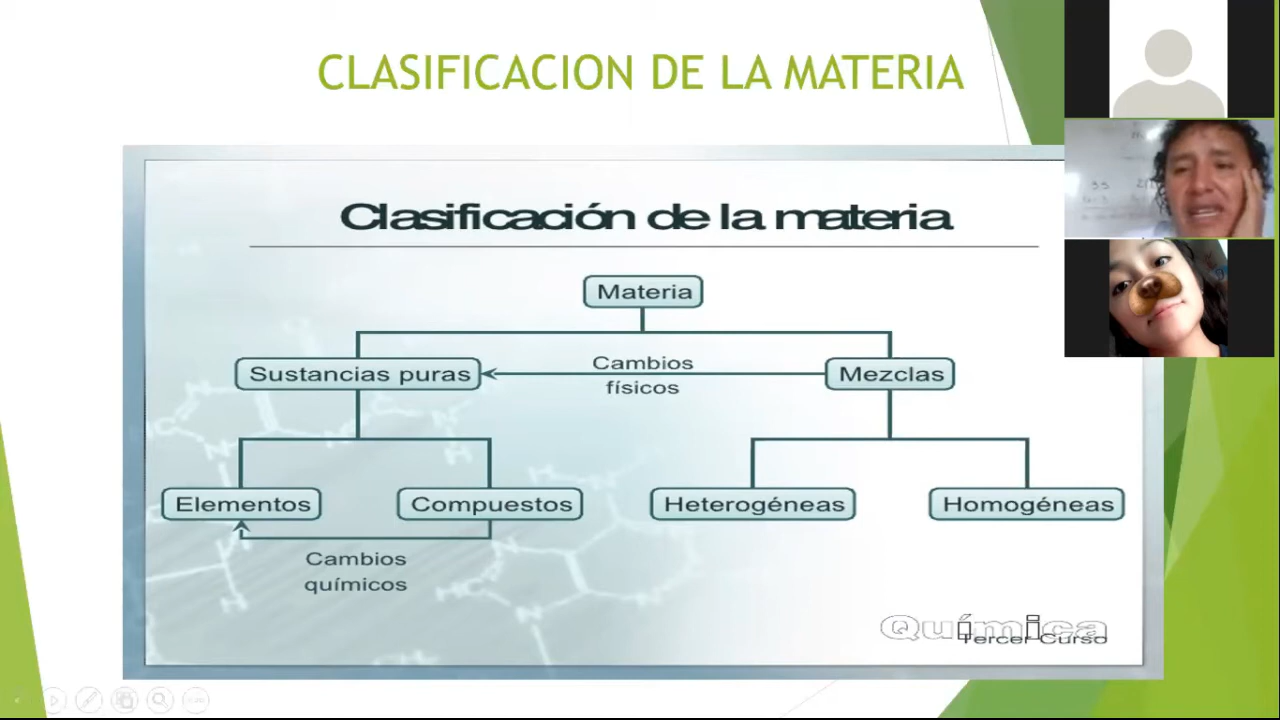 CLASIFICACION DE LA MATERIA
Clasificación de la materia
Materia
Sustancias puras
Cambios
físicos
Mezclas
Elementos
Compuestos
Heterogéneas
Homogéneas
Cambios
químicos
Química
Tercer Curso